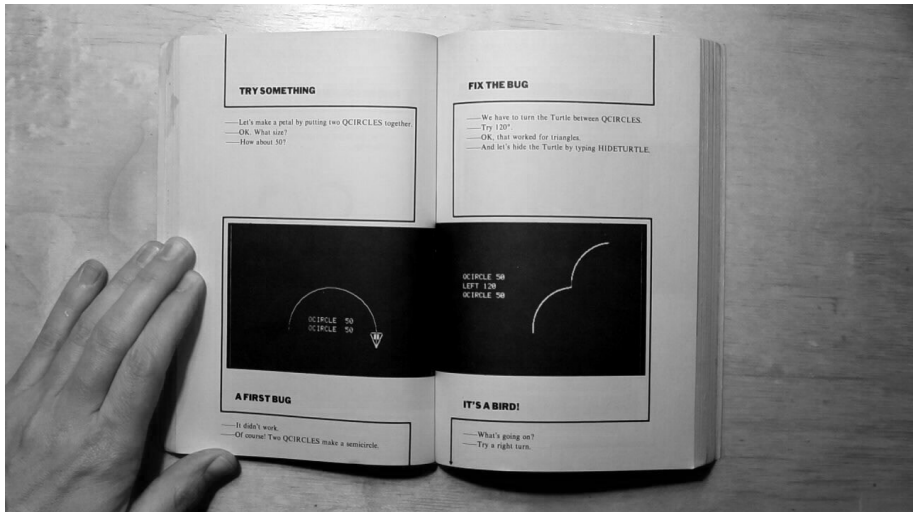 TRY SOMETHING
——Let's make a petal by putting two QCIRCLES together.
——OK. What size?
——How about 50?
QCIRCLE 50
QCIRCLE 50
A FIRST BUG
——It didn't work.
——Of course! Two QCIRCLES make a semicircle.
FIX THE BUG
——We have to turn the Turtle between QCIRCLES.
——Try 120°.
——OK, that worked for triangles.
——And let's hide the Turtle by typing HIDETURTLE.
QCIRCLE 50
LEFT 120
QCIRCLE 50
IT'S A BIRD!
——What's going on?
——Try a right turn.